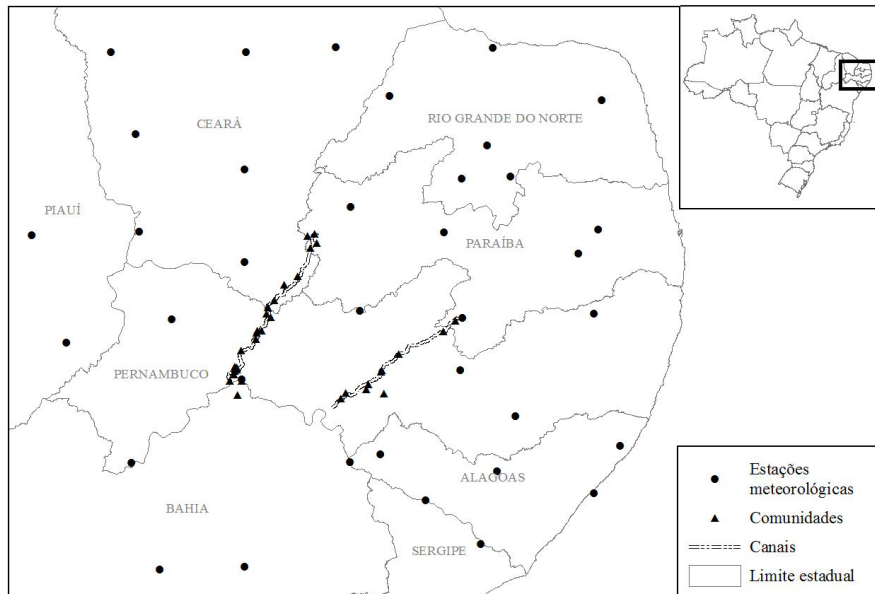 CEARÁ
RIO GRANDE DO NORTE
PIAUÍ
PARAÍBA
PERNAMBUCO
ALAGOAS
BAHIA
SERGIPE
Estações
meteorológicas
Comunidades
Canais
Limite estadual